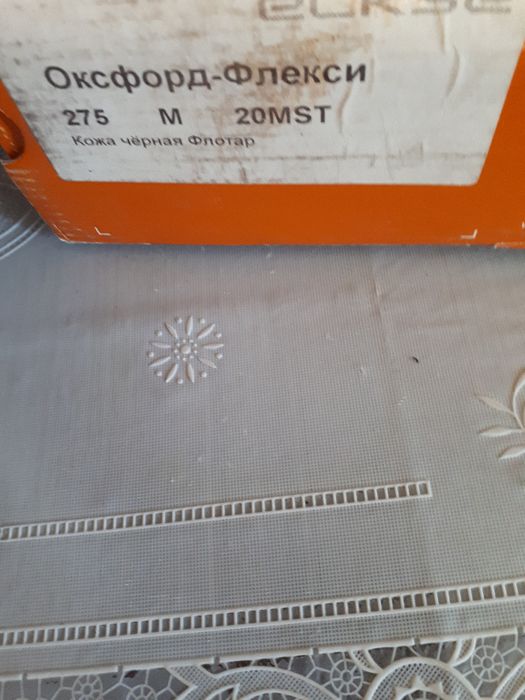 Оксфорд-Флекси
275 M 20MST
Кожа чёрная Флотар